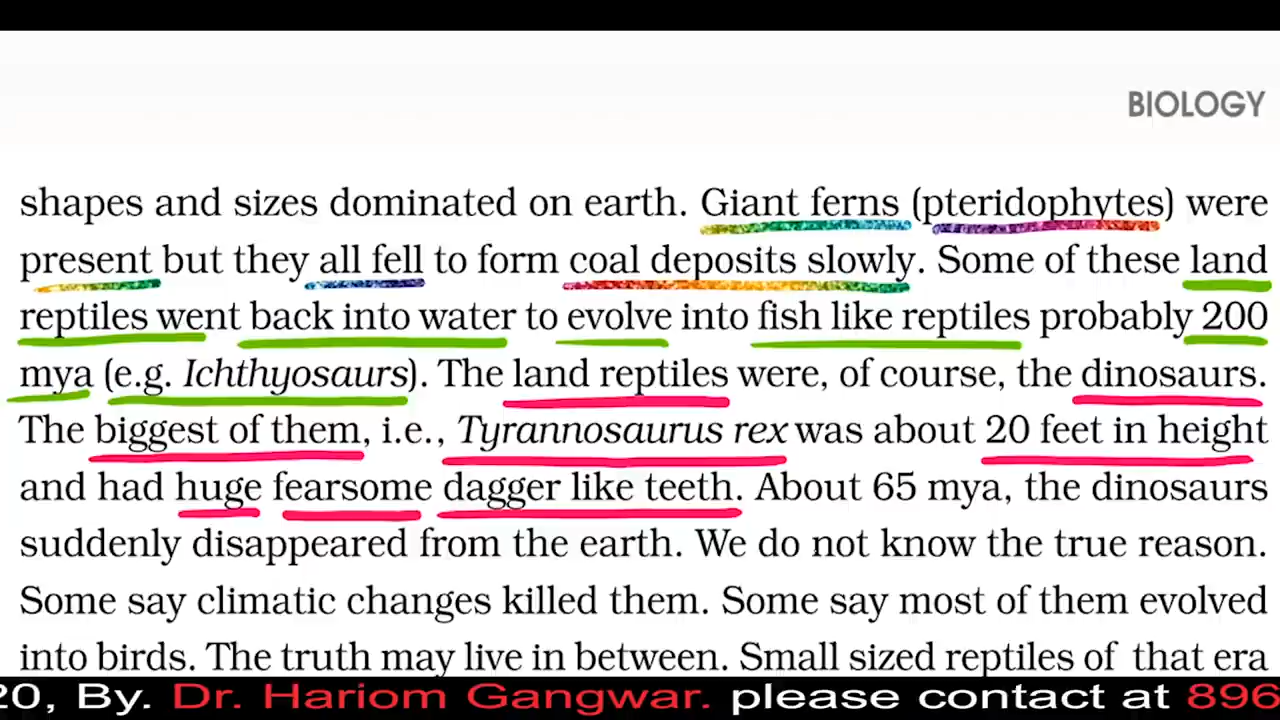 BIOLOGY
shapes and sizes dominated on earth. Giant ferns (pteridophytes) were
present but they all fell to form coal deposits slowly. Some of these land
reptiles went back into water to evolve into fish like reptiles probably 200
mya (e.g. Ichthyosaurs). The land reptiles were, of course, the dinosaurs.
The biggest of them, i.e., Tyrannosaurus rex was about 20 feet in height
and had huge fearsome dagger like teeth. About 65 mya, the dinosaurs
suddenly disappeared from the earth. We do not know the true reason.
Some say climatic changes killed them. Some say most of them evolved
into birds. The truth may live in between. Small sized reptiles of that era
20, By. Dr. Hariom Gangwar. please contact at 896